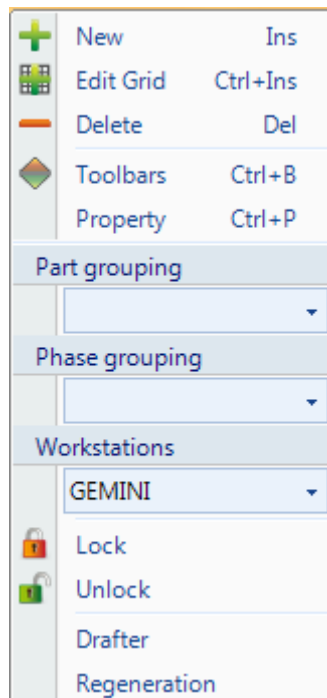 New Ins
Edit Grid Ctrl+Ins
Delete Del
Toolbars Ctrl+B
Property Ctrl+P
Part grouping
Phase grouping
Workstations
GEMINI
Lock
Unlock
Drafter
Regeneration